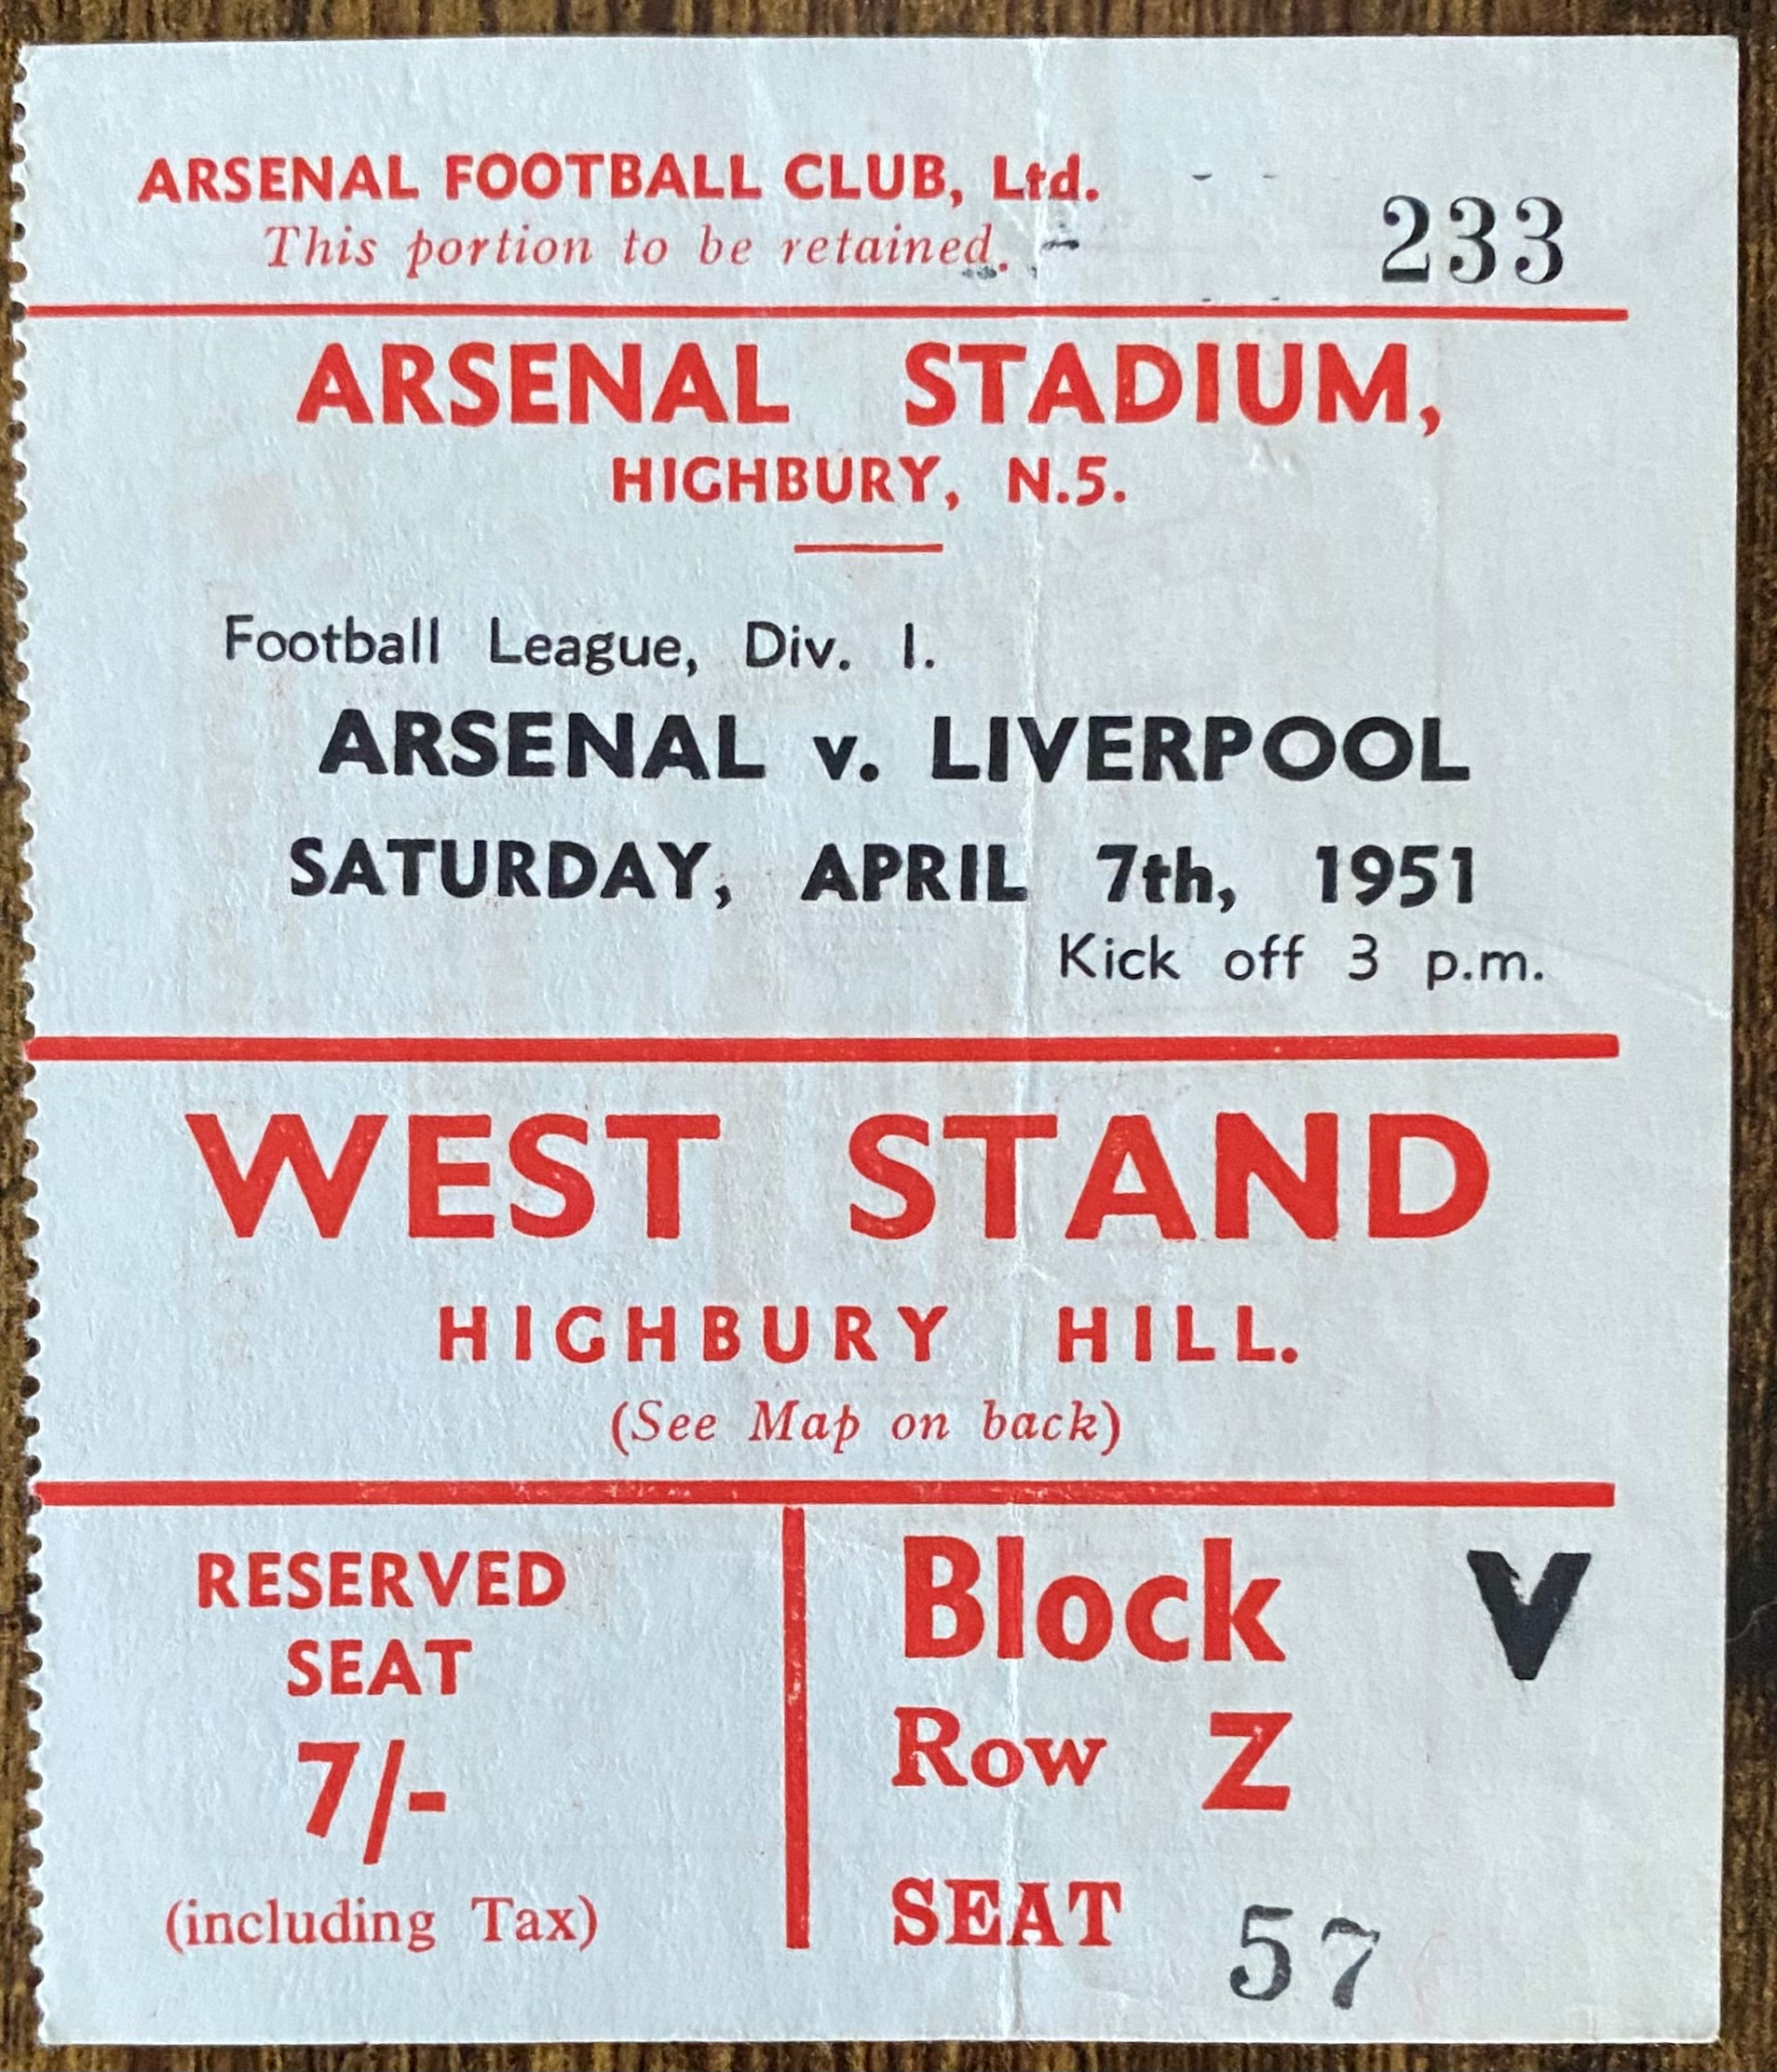 ARSENAL FOOTBALL CLUB, Ltd.
This portion to be retained.
233
ARSENAL STADIUM,
HIGHBURY, N.5.
Football League, Div. I.
ARSENAL v. LIVERPOOL
SATURDAY, APRIL 7th, 1951
Kick off 3 p.m.
WEST STAND
HIGHBURY HILL.
(See Map on back)
RESERVED
SEAT
7/-
(including Tax)
Block V
Row Z
SEAT 57